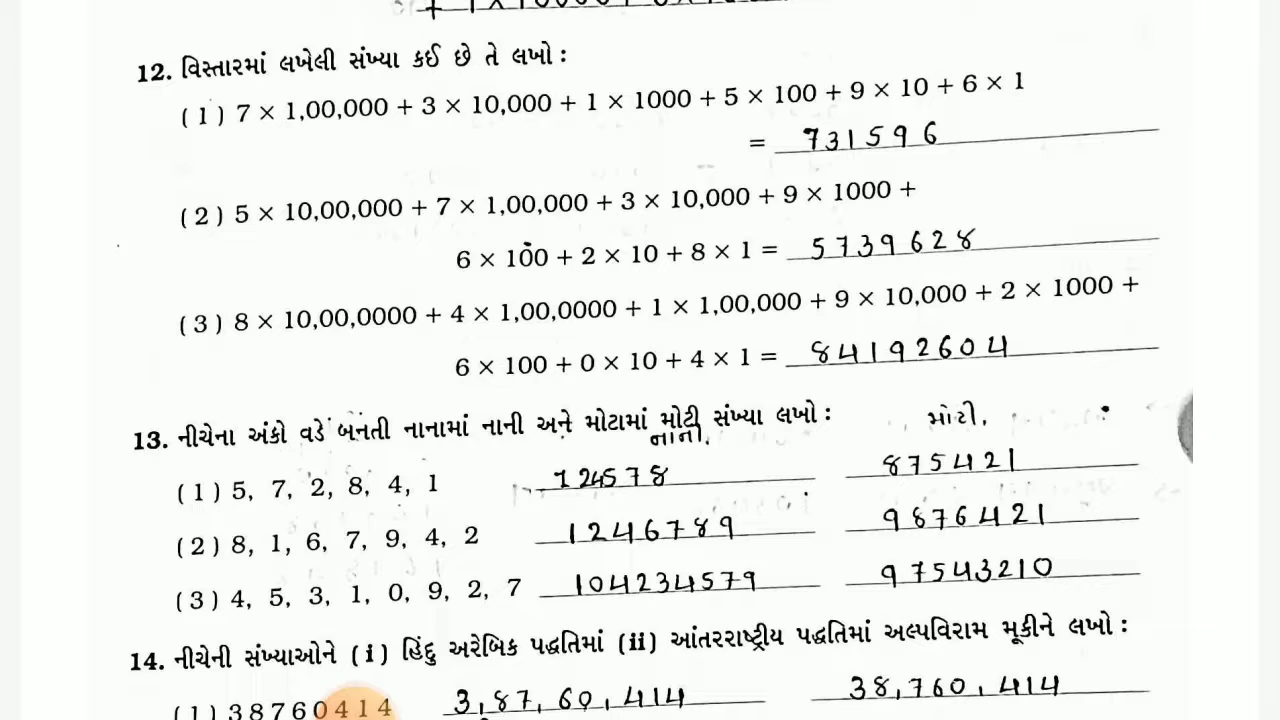 12. વિસ્તારમાં લખેલી સંખ્યા કઈ છે તે લખો :
(1) 7 × 1,00,000 + 3 × 10,000 + 1 × 1000 + 5 × 100 + 9 × 10 + 6 × 1
= 731596
(2) 5 × 10,00,000 + 7 × 1,00,000 + 3 × 10,000 + 9 × 1000 +
6 × 100 + 2 × 10 + 8 × 1 = 5739628
(3) 8 × 10,00,0000 + 4 × 1,00,0000 + 1 × 1,00,000 + 9 × 10,000 + 2 × 1000 +
6 × 100 + 0 × 10 + 4 × 1 = 84192604
13. નીચેના અંકો વડે બનતી નાનામાં નાની અને મોટામાં મોટી સંખ્યા લખો :
નાની. મોટી.
(1) 5, 7, 2, 8, 4, 1 124578 875421
(2) 8, 1, 6, 7, 9, 4, 2 1246789 9876421
(3) 4, 5, 3, 1, 0, 9, 2, 7 104234579 97543210
14. નીચેની સંખ્યાઓને (i) હિંદુ અરેબિક પદ્ધતિમાં (ii) આંતરરાષ્ટ્રીય પદ્ધતિમાં અલ્પવિરામ મૂકીને લખો :
(1) 38760414 3,87,60,414 38,760,414